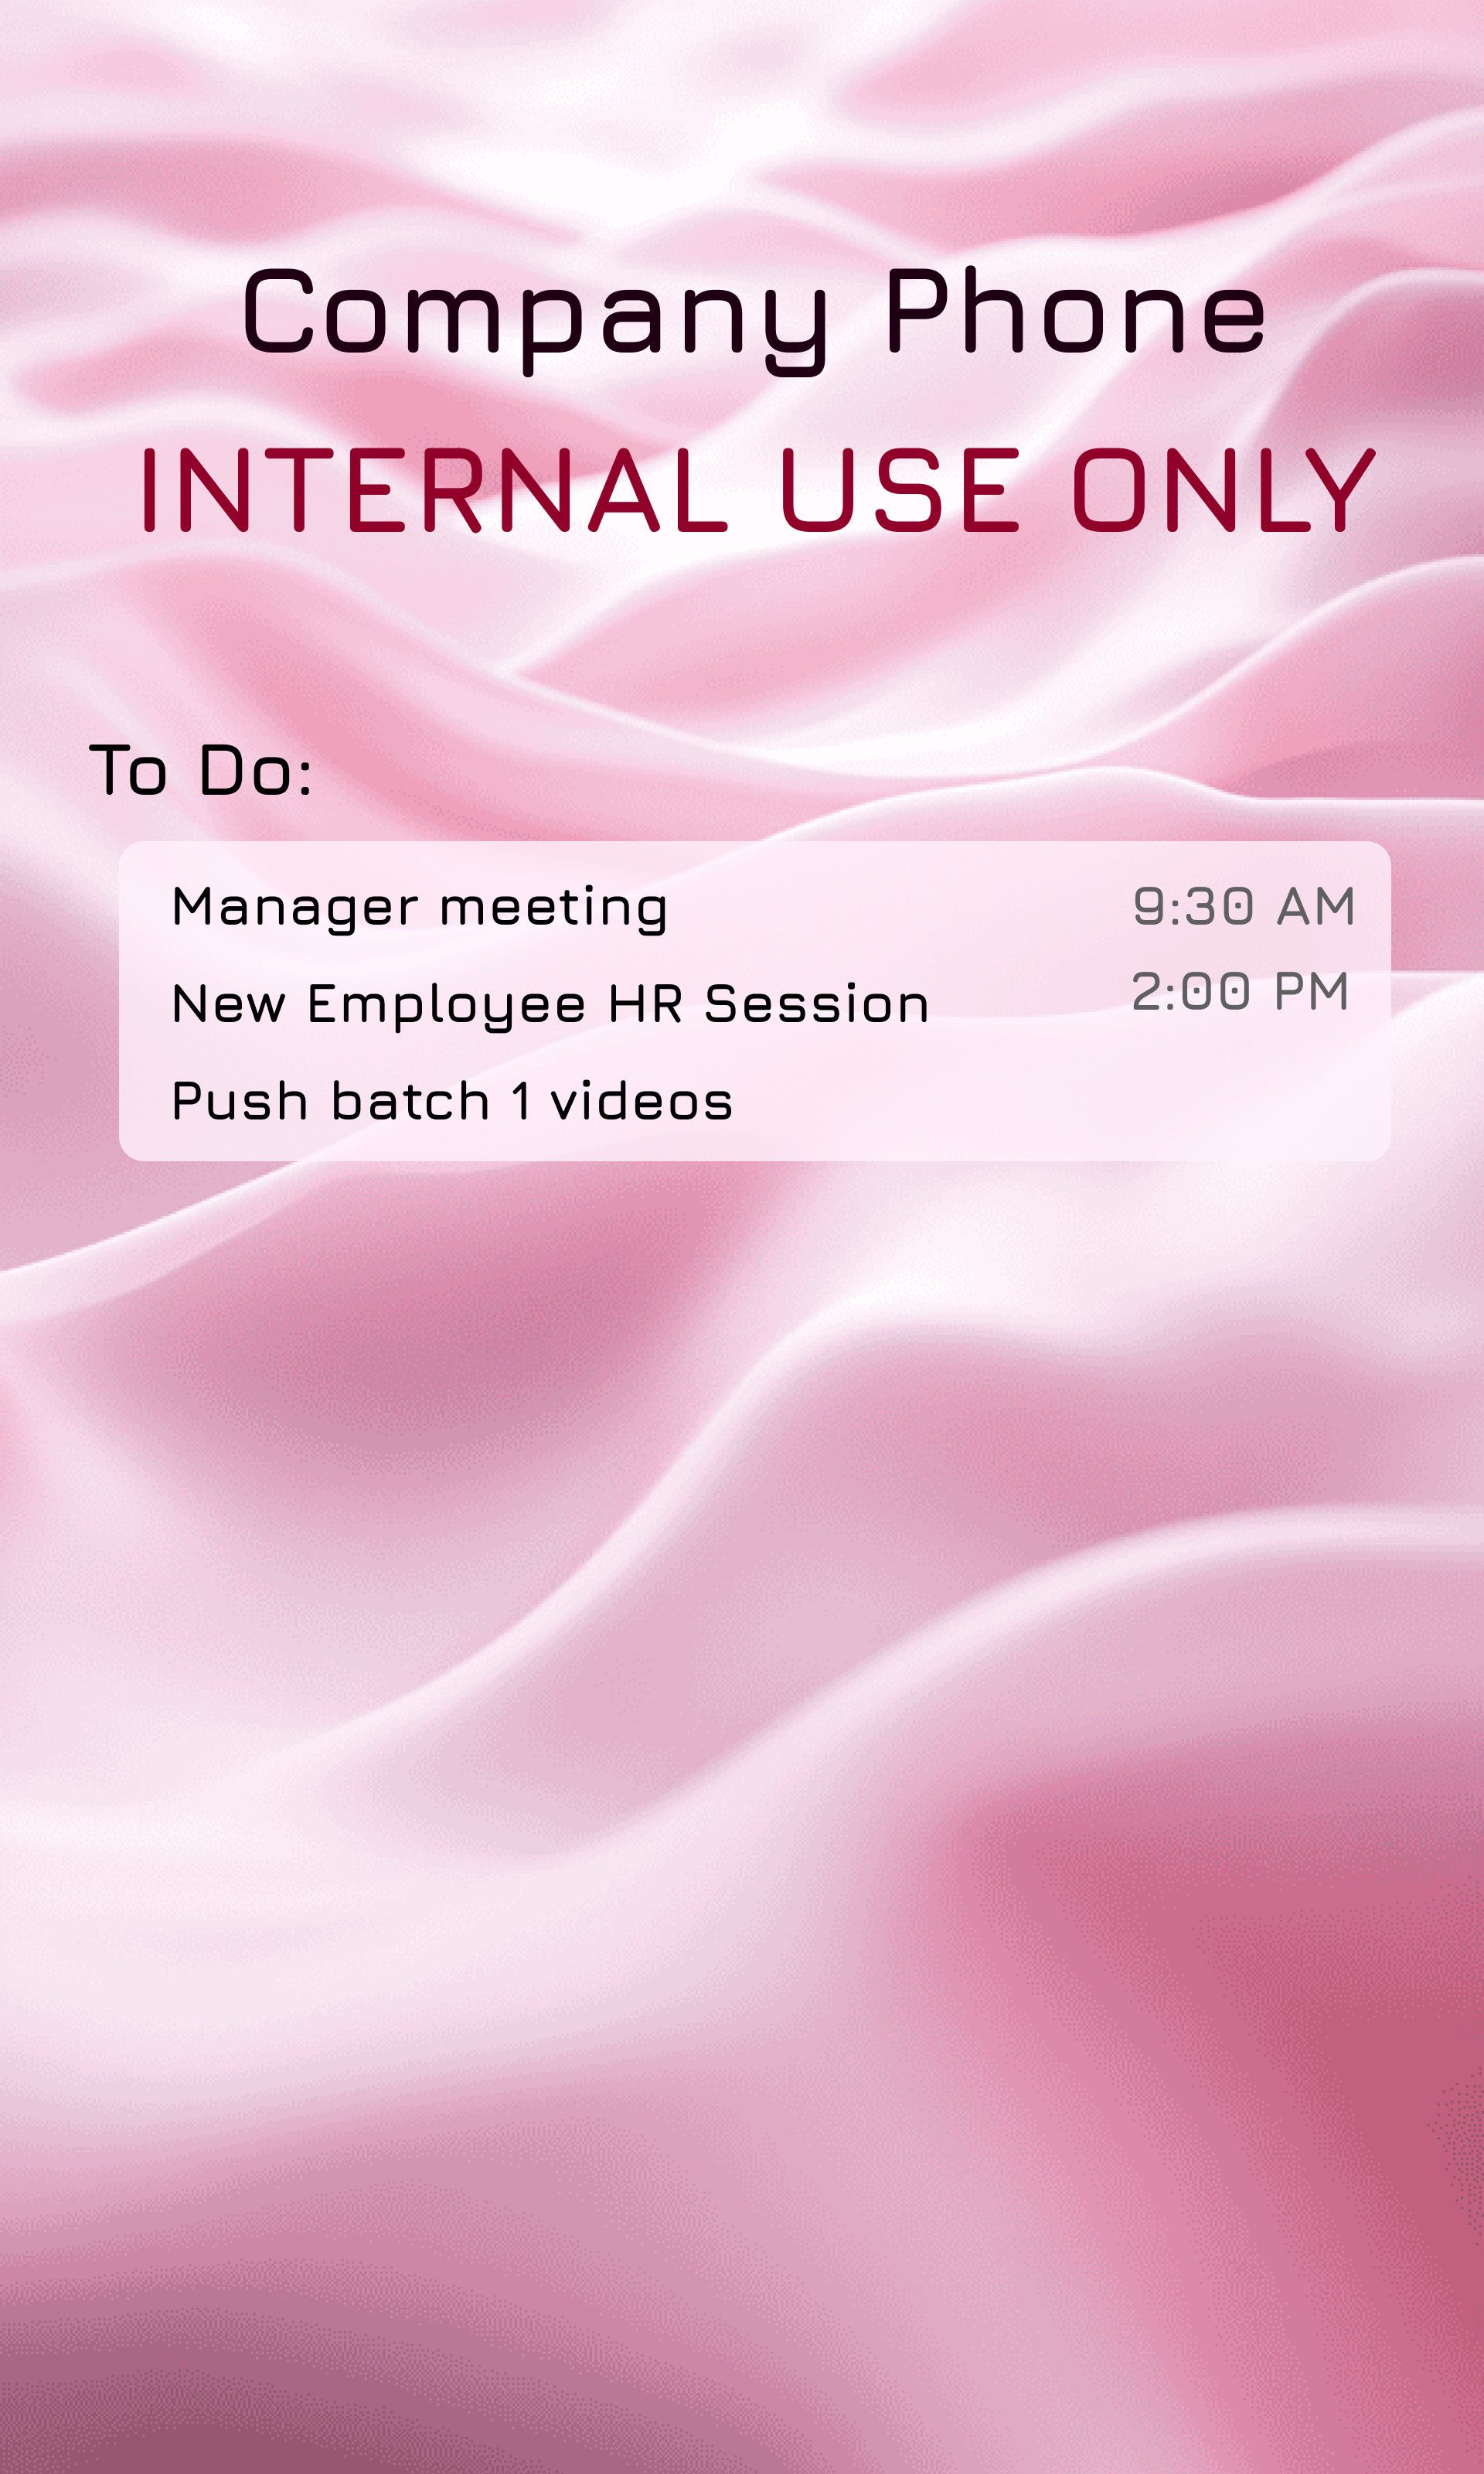 Company Phone
INTERNAL USE ONLY
To Do:
Manager meeting 9:30 AM
New Employee HR Session 2:00 PM
Push batch 1 videos